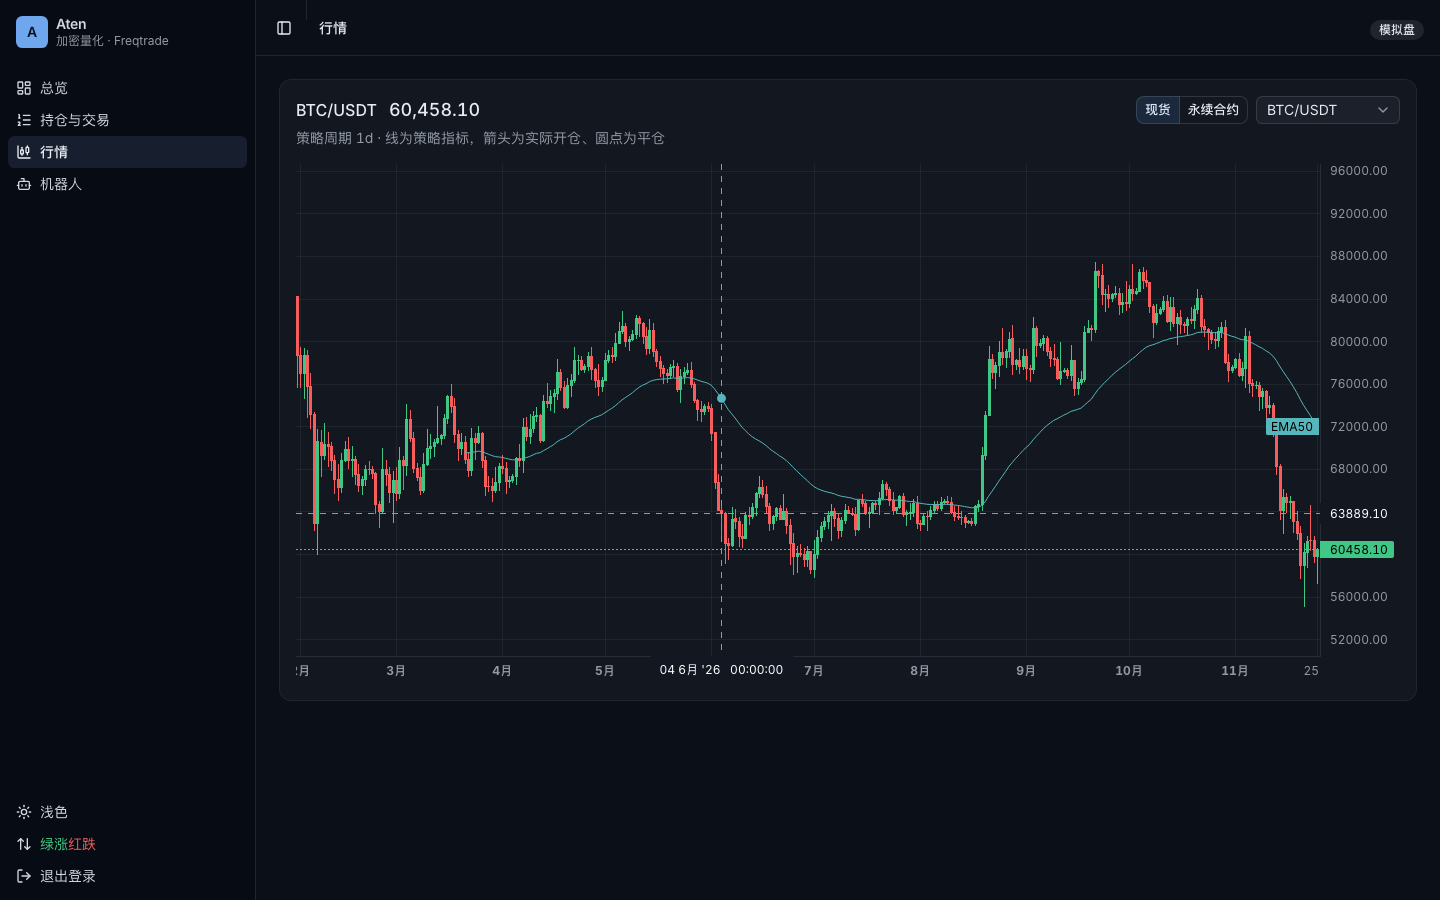 A
Aten
加密量化 · Freqtrade
总览
持仓与交易
行情
机器人
浅色
绿涨红跌
退出登录
行情
模拟盘
BTC/USDT 60,458.10
策略周期 1d · 线为策略指标，箭头为实际开仓、圆点为平仓
现货
永续合约
BTC/USDT
96000.00
92000.00
88000.00
84000.00
80000.00
76000.00
EMA50
72000.00
68000.00
63889.10
60458.10
56000.00
52000.00
月 3月 4月 5月 04 6月 '26 00:00:00 7月 8月 9月 10月 11月 25